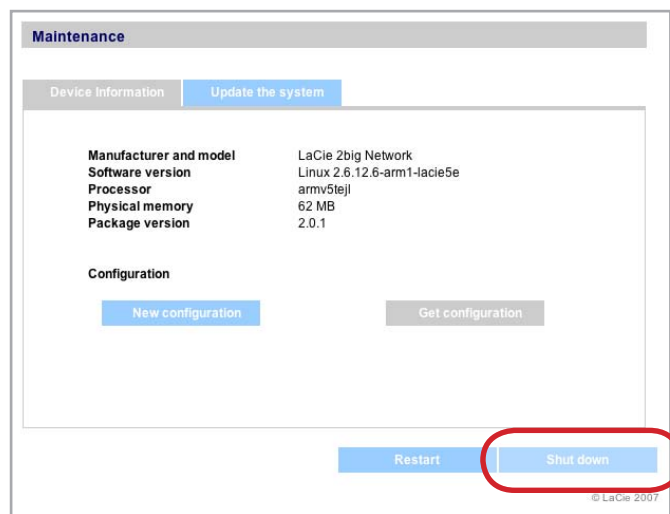 Maintenance
Device Information Update the system
Manufacturer and model LaCie 2big Network
Software version Linux 2.6.12.6-arm1-lacie5e
Processor armv5tejl
Physical memory 62 MB
Package version 2.0.1
Configuration
New configuration Get configuration
Restart Shut down
© LaCie 2007